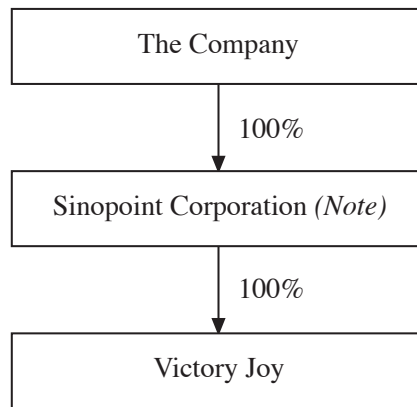 The Company
100%
Sinopoint Corporation (Note)
100%
Victory Joy